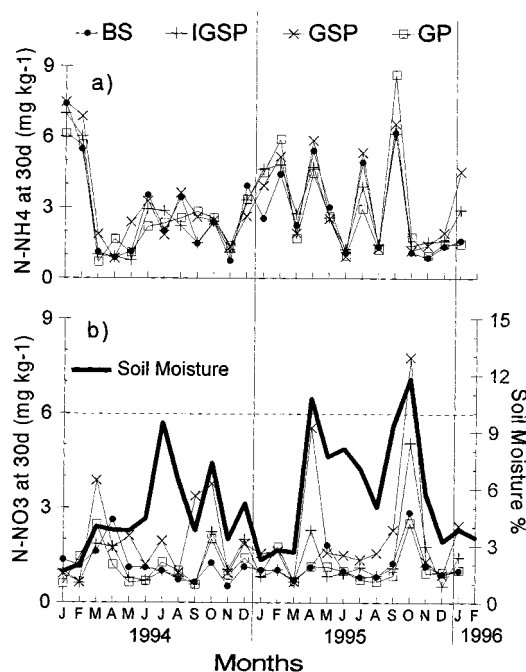 BS IGSP GSP GP
a)
N-NH4 at 30d (mg kg-1)
9
6
3
0
b)
Soil Moisture
N-NO3 at 30d (mg kg-1)
9
6
3
0
15
12
9
6
3
0
Soil Moisture %
J F M A M J J A S O N D J F M A M J J A S O N D J F
1994 1995 1996
Months